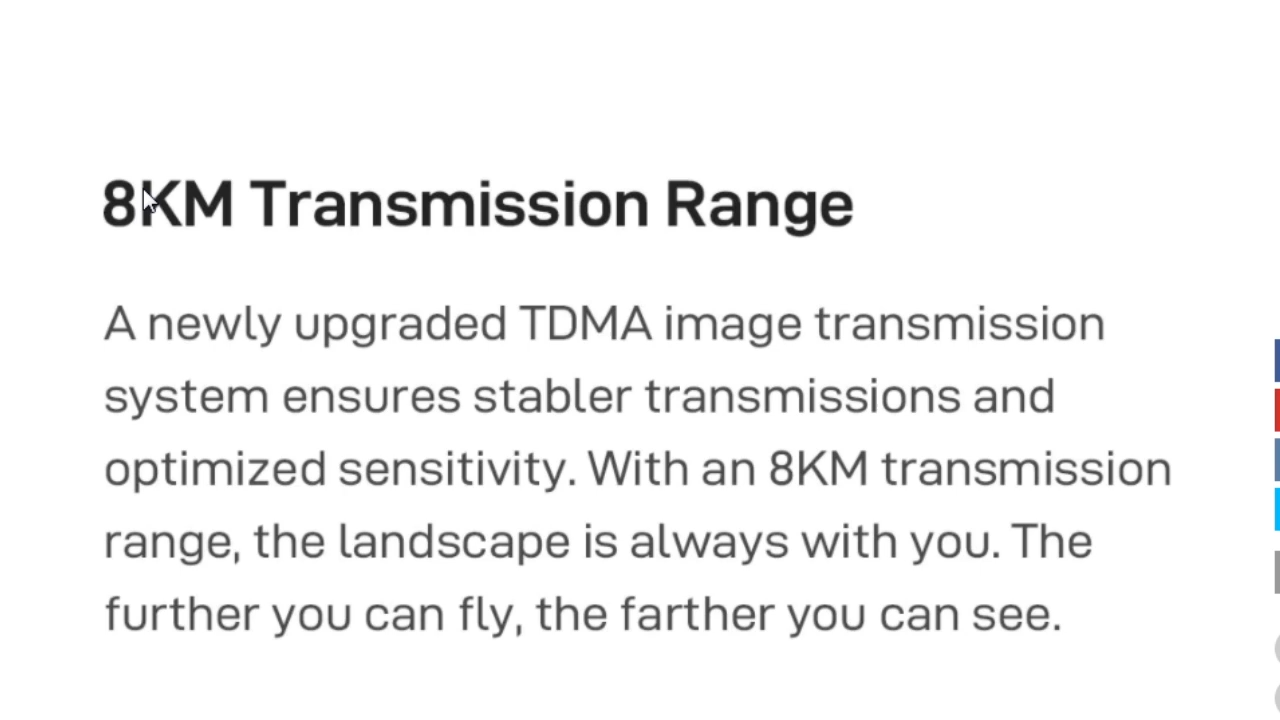 8KM Transmission Range
A newly upgraded TDMA image transmission
system ensures stabler transmissions and
optimized sensitivity. With an 8KM transmission
range, the landscape is always with you. The
further you can fly, the farther you can see.